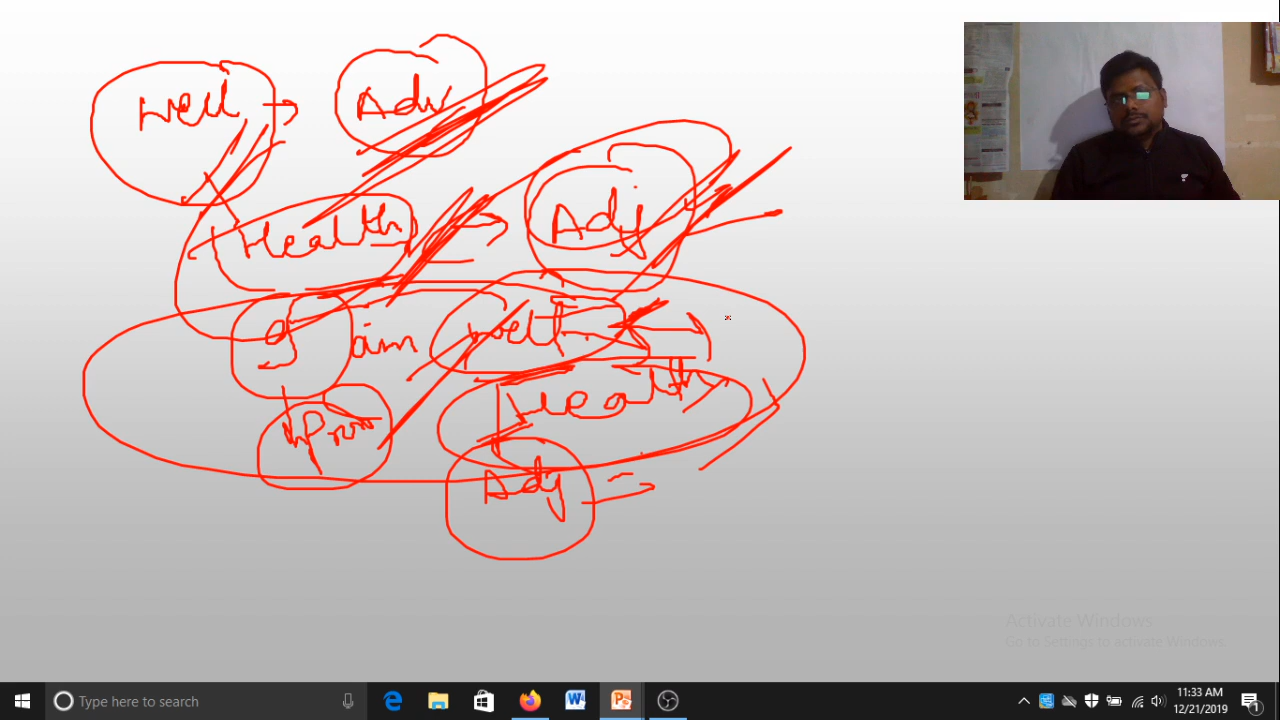 well → Adv
Health → Adj
I am well
Health
Pron
Adj
Activate Windows
Go to Settings to activate Windows
Type here to search
11:33 AM
12/21/2019